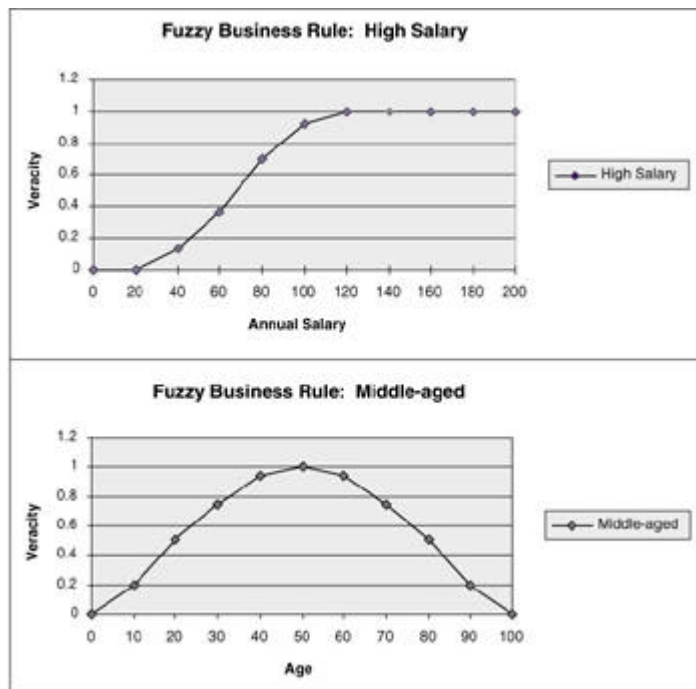 Fuzzy Business Rule: High Salary
1.2
1
0.8
0.6
0.4
0.2
0
Veracity
0 20 40 60 80 100 120 140 160 180 200
Annual Salary
High Salary
Fuzzy Business Rule: Middle-aged
1.2
1
0.8
0.6
0.4
0.2
0
Veracity
0 10 20 30 40 50 60 70 80 90 100
Age
Middle-aged